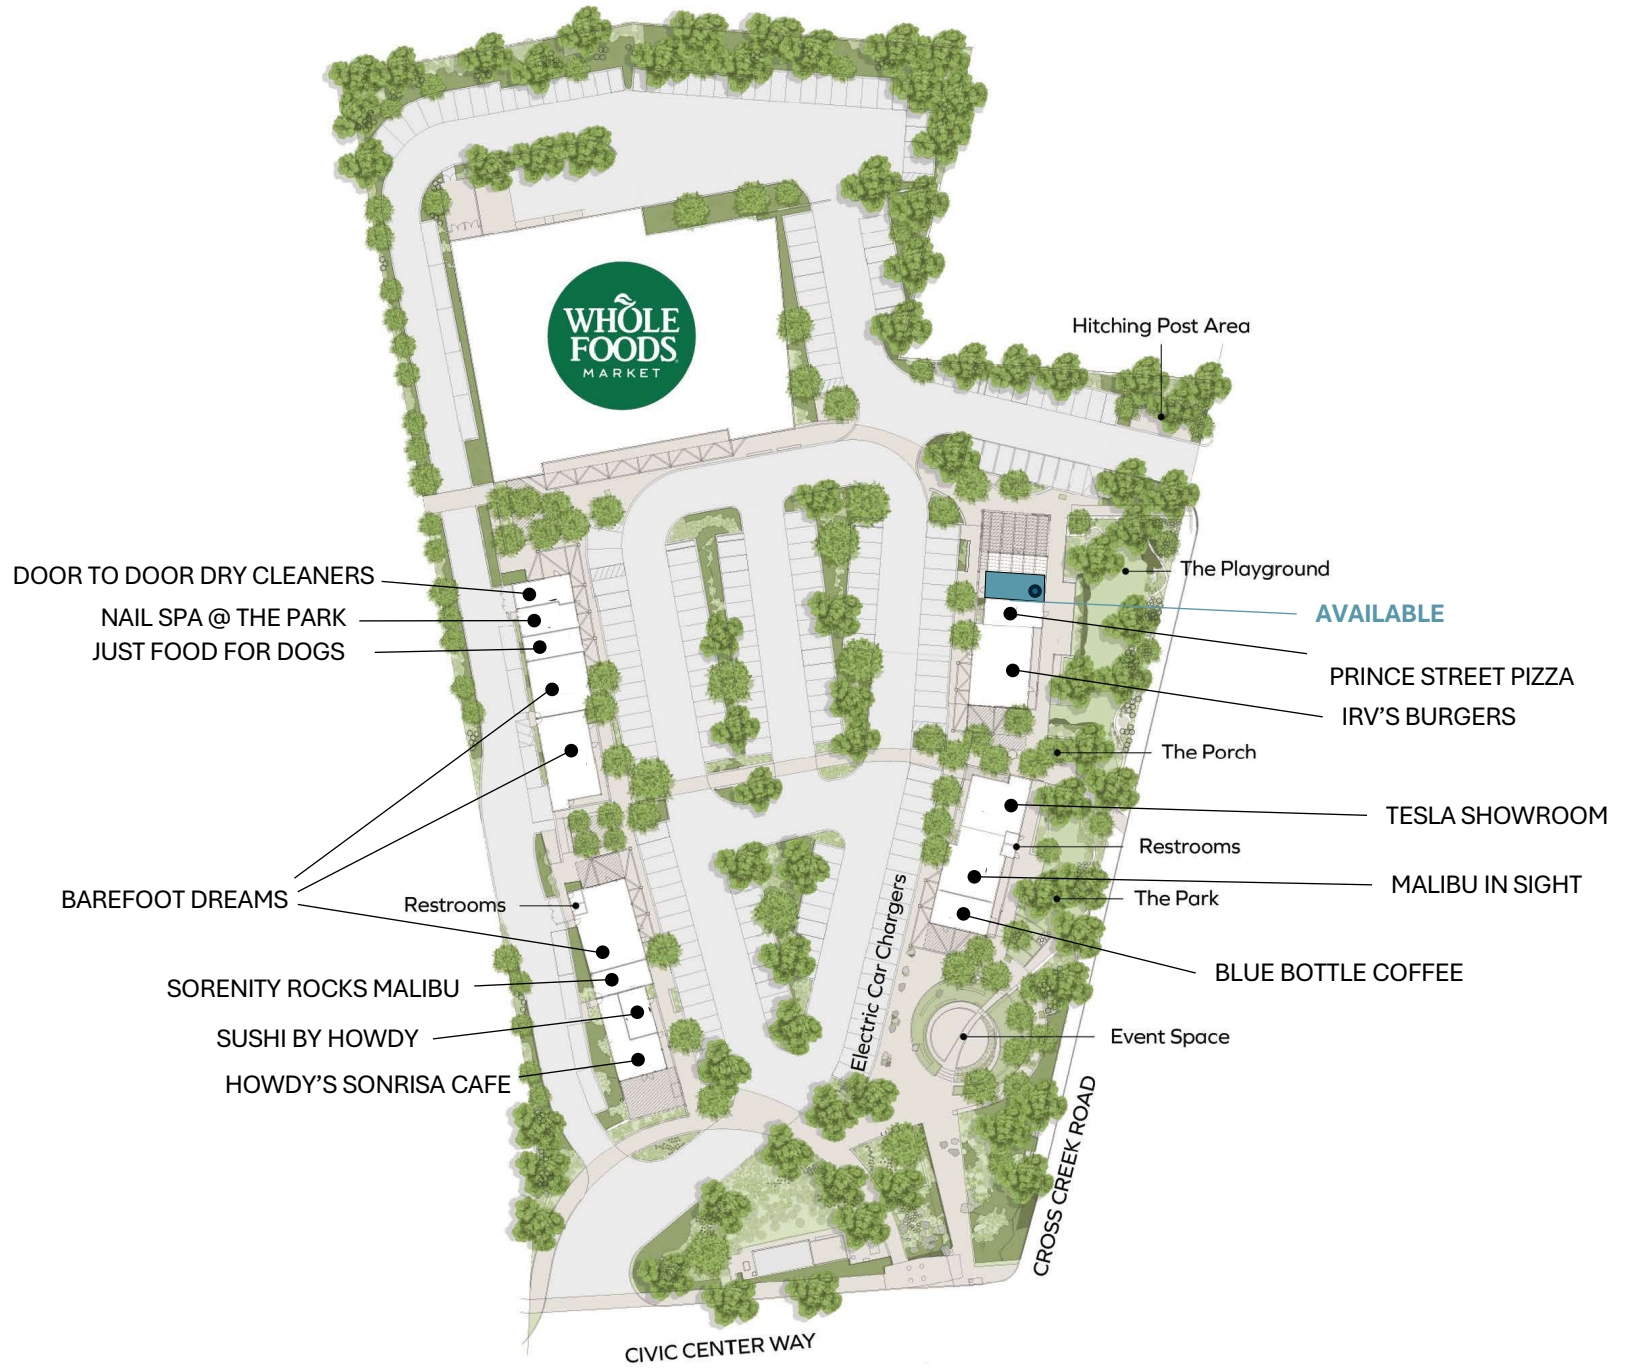 WHOLE
FOODS
MARKET
Hitching Post Area
The Playground
AVAILABLE
PRINCE STREET PIZZA
IRV'S BURGERS
The Porch
TESLA SHOWROOM
Restrooms
MALIBU IN SIGHT
The Park
BLUE BOTTLE COFFEE
Event Space
DOOR TO DOOR DRY CLEANERS
NAIL SPA @ THE PARK
JUST FOOD FOR DOGS
BAREFOOT DREAMS
Restrooms
SORENITY ROCKS MALIBU
SUSHI BY HOWDY
HOWDY'S SONRISA CAFE
Electric Car Chargers
CROSS CREEK ROAD
CIVIC CENTER WAY